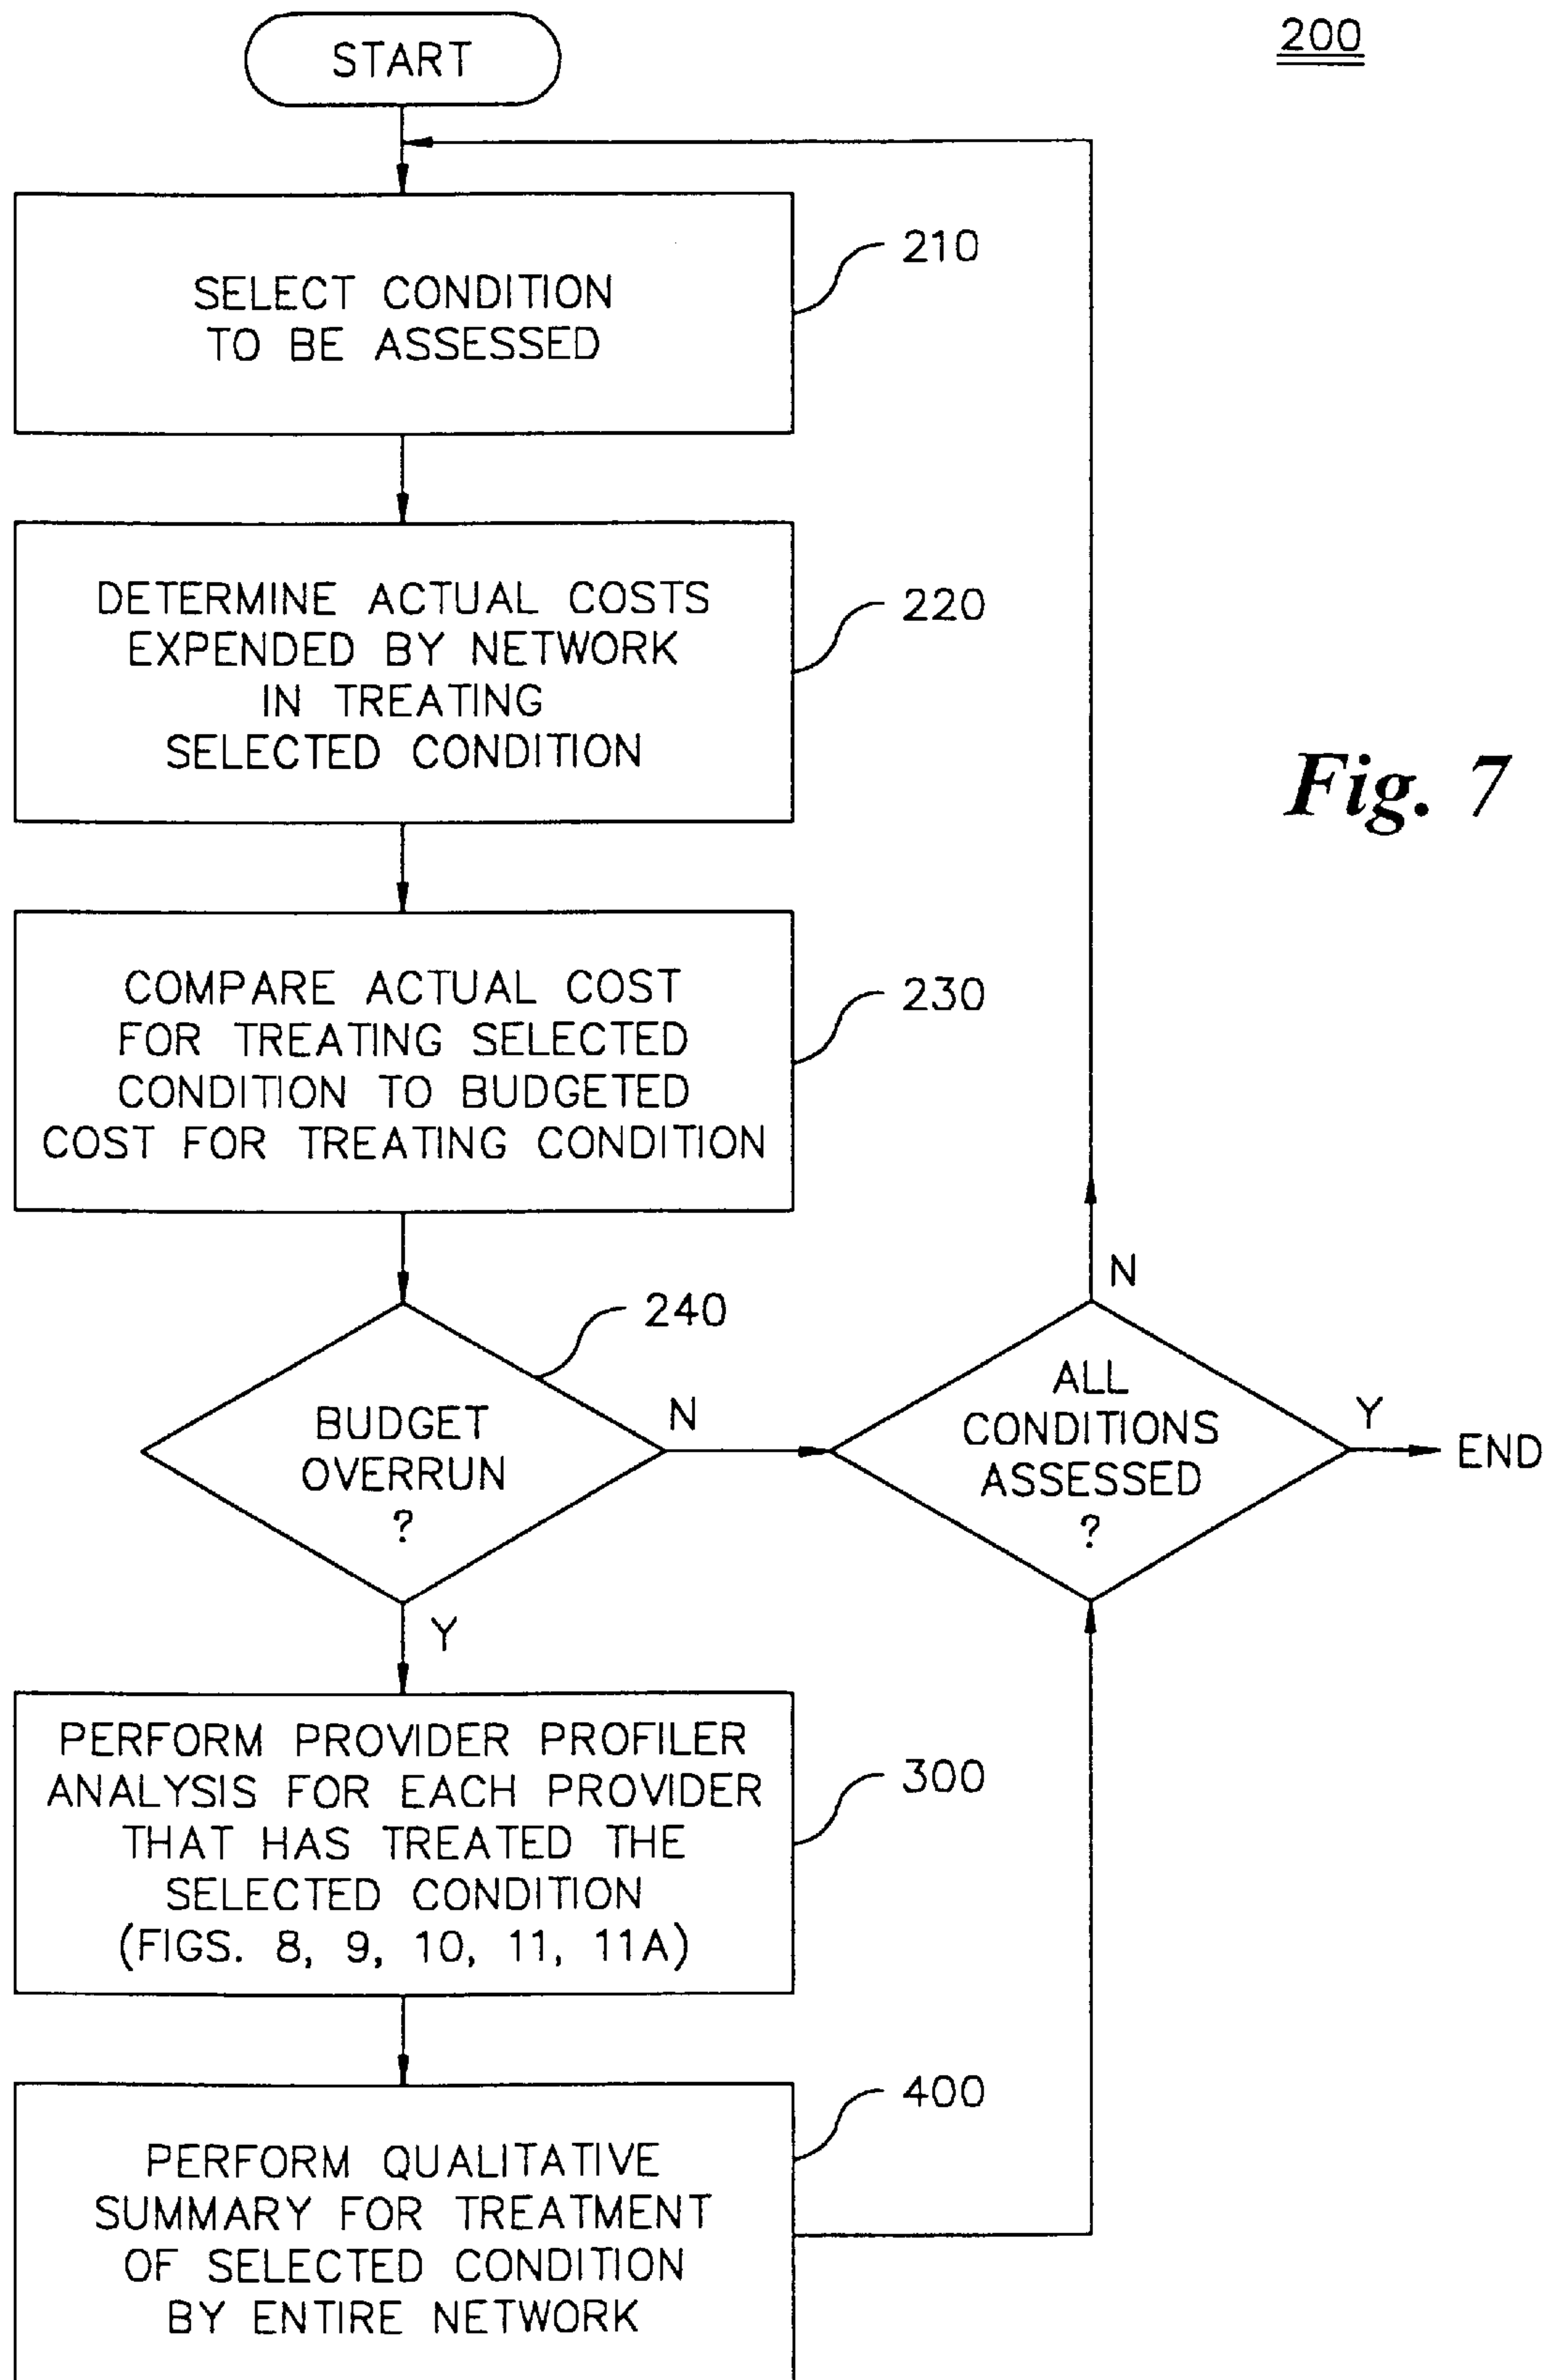 START
200
SELECT CONDITION
TO BE ASSESSED
210
DETERMINE ACTUAL COSTS
EXPENDED BY NETWORK
IN TREATING
SELECTED CONDITION
220
Fig. 7
COMPARE ACTUAL COST
FOR TREATING SELECTED
CONDITION TO BUDGETED
COST FOR TREATING CONDITION
230
BUDGET
OVERRUN
?
240
N
Y
ALL
CONDITIONS
ASSESSED
?
N
Y
END
PERFORM PROVIDER PROFILER
ANALYSIS FOR EACH PROVIDER
THAT HAS TREATED THE
SELECTED CONDITION
(FIGS. 8, 9, 10, 11, 11A)
300
PERFORM QUALITATIVE
SUMMARY FOR TREATMENT
OF SELECTED CONDITION
BY ENTIRE NETWORK
400